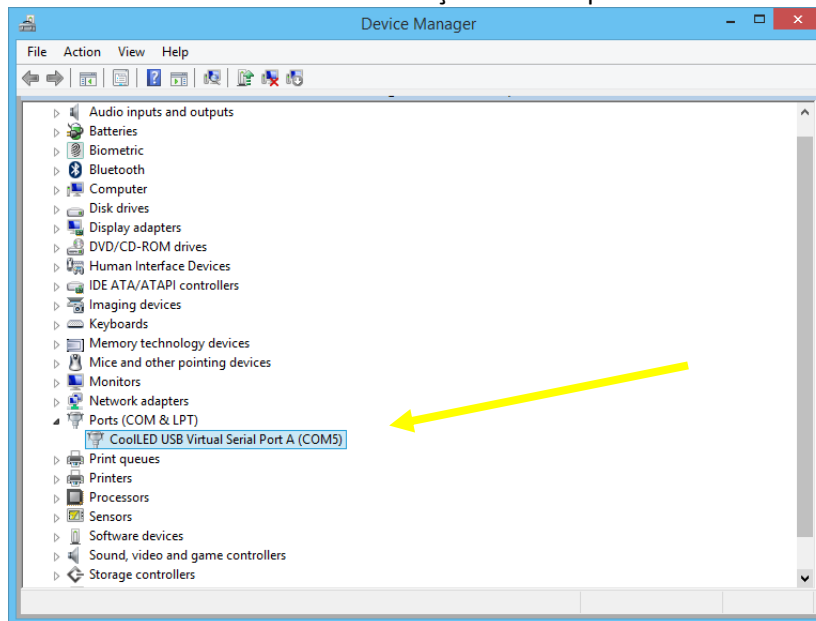 Device Manager
File Action View Help
Audio inputs and outputs
Batteries
Biometric
Bluetooth
Computer
Disk drives
Display adapters
DVD/CD-ROM drives
Human Interface Devices
IDE ATA/ATAPI controllers
Imaging devices
Keyboards
Memory technology devices
Mice and other pointing devices
Monitors
Network adapters
Ports (COM & LPT)
CoolLED USB Virtual Serial Port A (COM5)
Print queues
Printers
Processors
Sensors
Software devices
Sound, video and game controllers
Storage controllers